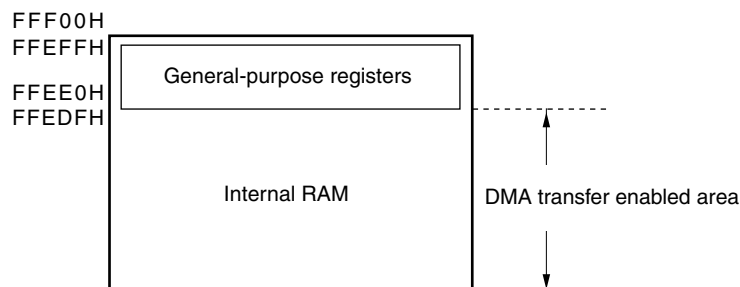 FFF00H
FFEFFH
General-purpose registers
FFEE0H
FFEDFH
Internal RAM
DMA transfer enabled area